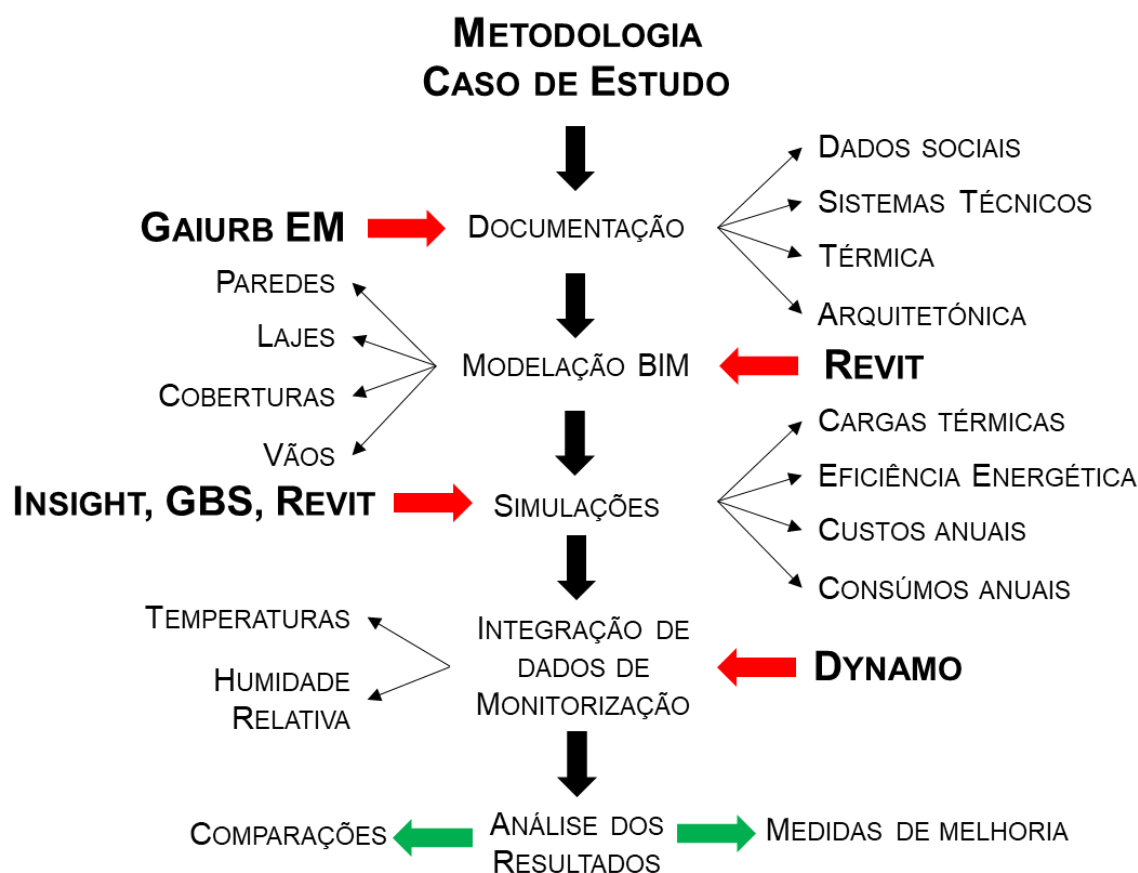 METODOLOGIA
CASO DE ESTUDO
DADOS SOCIAIS
SISTEMAS TÉCNICOS
GAIURB EM
DOCUMENTAÇÃO
TÉRMICA
ARQUITETÓNICA
PAREDES
LAJES
MODELAÇÃO BIM
REVIT
COBERTURAS
VÃOS
CARGAS TÉRMICAS
EFICIÊNCIA ENERGÉTICA
INSIGHT, GBS, REVIT
SIMULAÇÕES
CUSTOS ANUAIS
CONSÚMOS ANUAIS
TEMPERATURAS
HUMIDADE
RELATIVA
INTEGRAÇÃO DE
DADOS DE
MONITORIZAÇÃO
DYNAMO
COMPARAÇÕES
ANÁLISE DOS
RESULTADOS
MEDIDAS DE MELHORIA